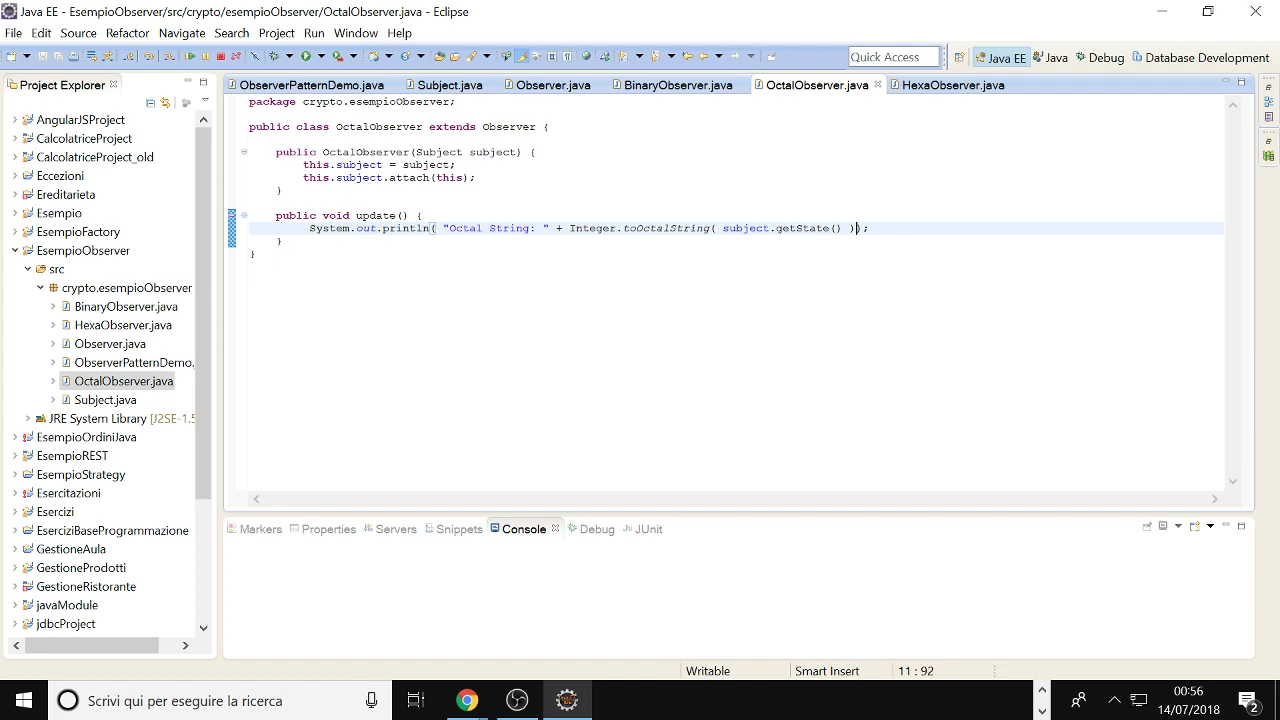 Java EE - EsempioObserver/src/crypto/esempioObserver/OctalObserver.java - Eclipse
File Edit Source Refactor Navigate Search Project Run Window Help
Quick Access
Java EE Java Debug Database Development
Project Explorer
ObserverPatternDemo.java Subject.java Observer.java BinaryObserver.java OctalObserver.java HexaObserver.java
AngularJSProject
CalcolatriceProject
CalcolatriceProject_old
Eccezioni
Ereditarieta
Esempio
EsempioFactory
EsempioObserver
src
crypto.esempioObserver
BinaryObserver.java
HexaObserver.java
Observer.java
ObserverPatternDemo.
OctalObserver.java
Subject.java
JRE System Library [J2SE-1.5
EsempioOrdiniJava
EsempioREST
EsempioStrategy
Esercitazioni
Esercizi
EserciziBaseProgrammazione
GestioneAula
GestioneProdotti
GestioneRistorante
javaModule
jdbcProject
package crypto.esempioObserver;
public class OctalObserver extends Observer {
public OctalObserver(Subject subject) {
this.subject = subject;
this.subject.attach(this);
}
public void update() {
System.out.println( "Octal String: " + Integer.toOctalString( subject.getState() ));
}
}
Markers Properties Servers Snippets Console Debug JUnit
Writable Smart Insert 11 : 92
Scrivi qui per eseguire la ricerca
00:56
14/07/2018
2